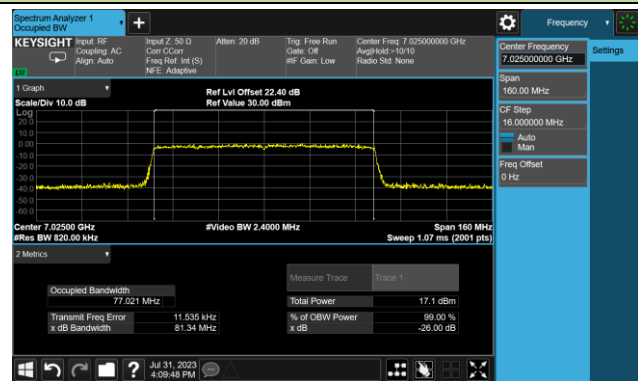 Spectrum Analyzer 1
Occupied BW
Frequency
KEYSIGHT
Input: RF
Coupling: AC
Align: Auto
Input Z: 50 Ω
Corr CCorr
Freq Ref: Int (S)
NFE: Adaptive
Atten: 20 dB
Trig: Free Run
Gate: Off
#IF Gain: Low
Center Freq: 7.025000000 GHz
Avg|Hold:>10/10
Radio Std: None
LXI
Center Frequency
7.025000000 GHz
Settings
Span
160.00 MHz
CF Step
16.000000 MHz
Auto
Man
Freq Offset
0 Hz
1 Graph
Scale/Div 10.0 dB
Ref Lvl Offset 22.40 dB
Ref Value 30.00 dBm
Log
20.0
10.0
0.00
-10.0
-20.0
-30.0
-40.0
-50.0
-60.0
Center 7.02500 GHz
#Res BW 820.00 kHz
#Video BW 2.4000 MHz
Span 160 MHz
Sweep 1.07 ms (2001 pts)
2 Metrics
Measure Trace
Trace 1
Occupied Bandwidth
77.021 MHz
Total Power
17.1 dBm
Transmit Freq Error
11.535 kHz
% of OBW Power
99.00 %
x dB Bandwidth
81.34 MHz
x dB
-26.00 dB
?
Jul 31, 2023
4:09:48 PM